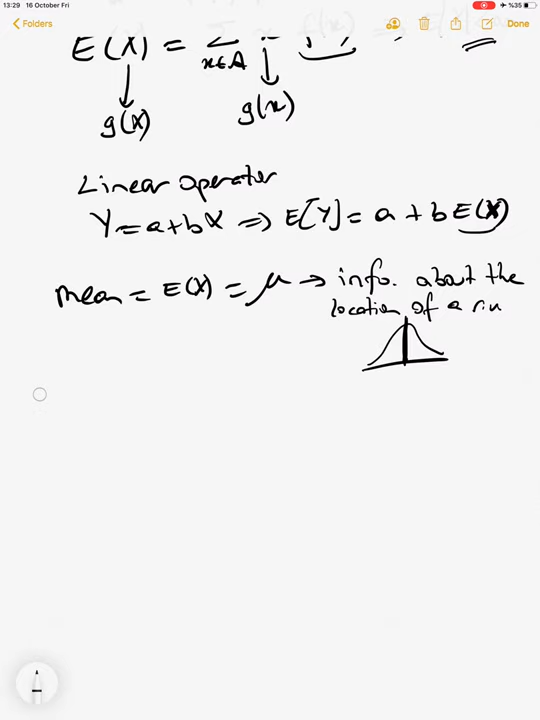 13:29 16 October Fri %35
Folders Done
E(X) = Σ
x∈A
g(X) g(x)
Linear operator
Y = a + bX ⇒ E[Y] = a + b E(X)
mean = E(X) = μ → info. about the
location of a r.v